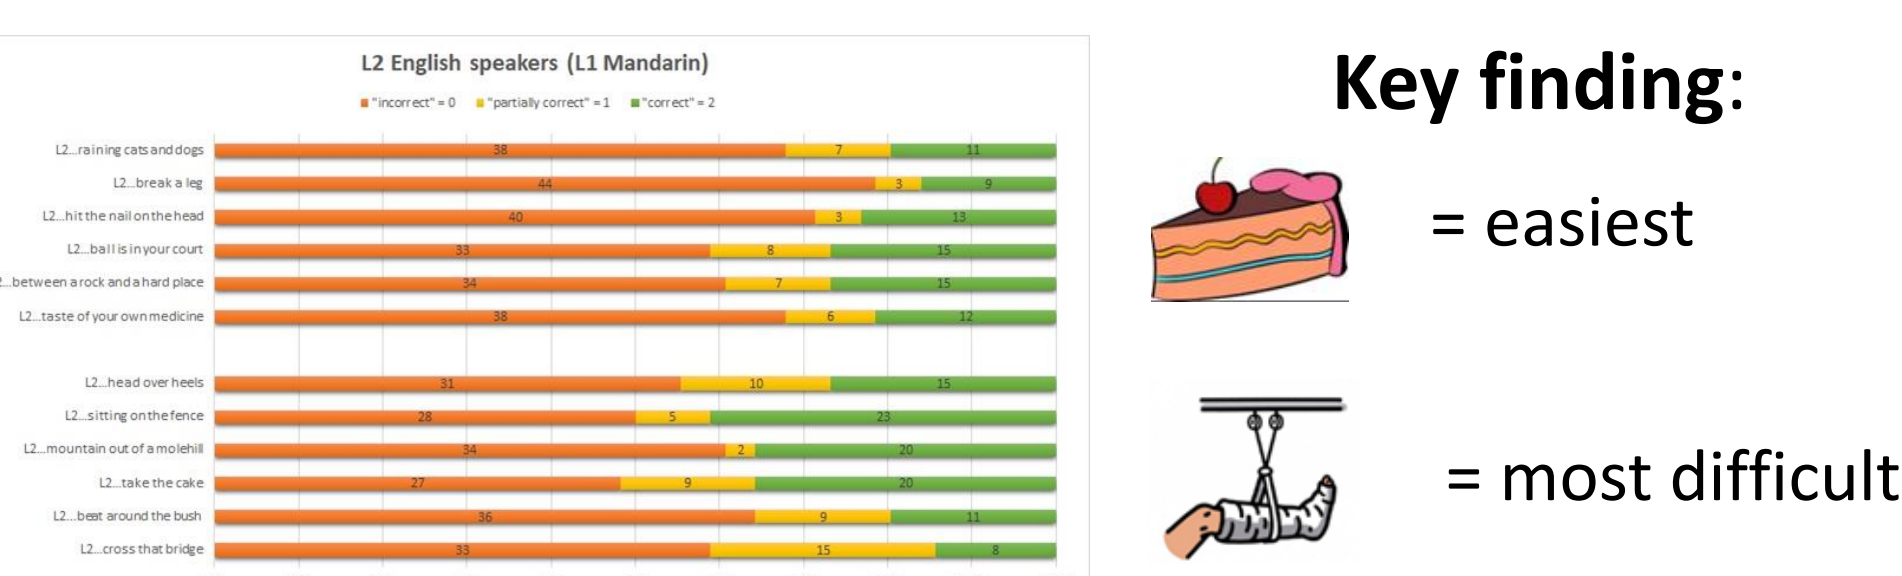 L2 English speakers (L1 Mandarin)
"incorrect" = 0 "partially correct" = 1 "correct" = 2
L2...raining cats and dogs 38 7 11
L2...break a leg 44 3 9
L2...hit the nail on the head 40 3 13
L2...ball is in your court 33 8 15
...between a rock and a hard place 34 7 15
L2...taste of your own medicine 38 6 12
L2...head over heels 31 10 15
L2...sitting on the fence 28 5 23
L2...mountain out of a molehill 34 2 20
L2...take the cake 27 9 20
L2...beat around the bush 36 9 11
L2...cross that bridge 33 15 8
Key finding:
= easiest
= most difficult